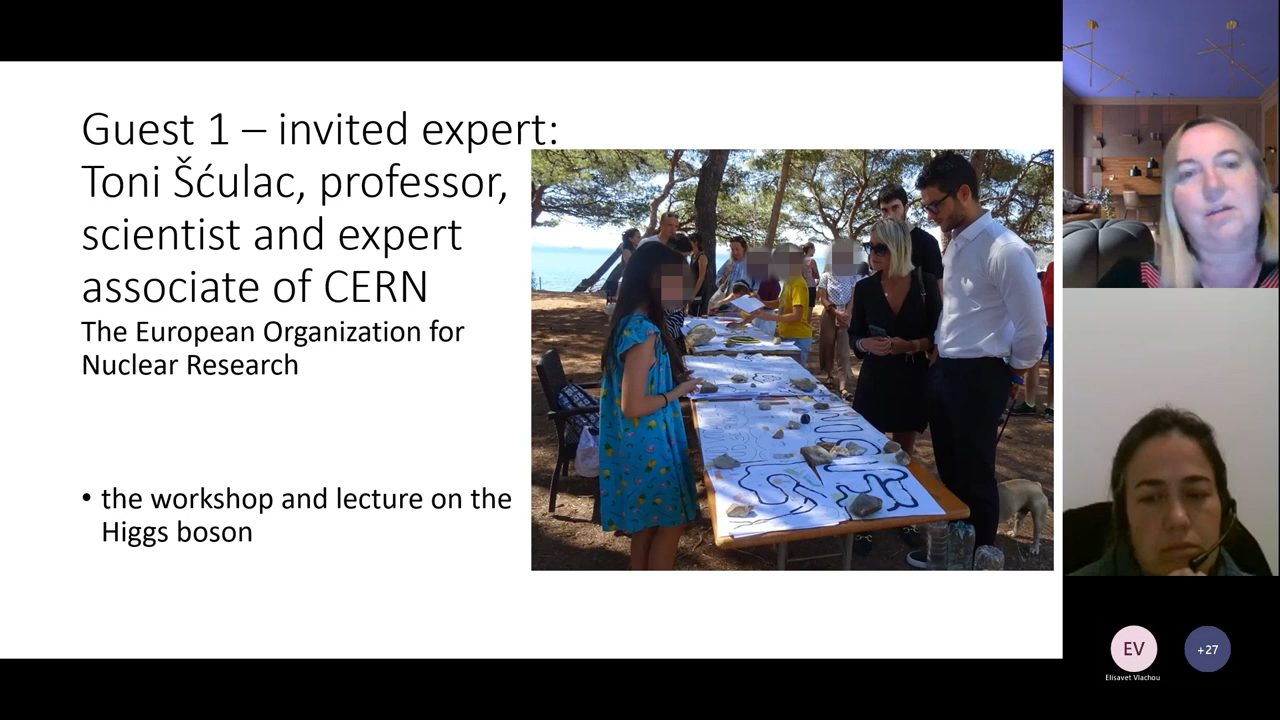 Guest 1 – invited expert:
Toni Šćulac, professor,
scientist and expert
associate of CERN
The European Organization for
Nuclear Research
• the workshop and lecture on the
Higgs boson
EV
+27
Elisavet Vlachou